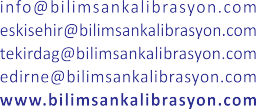 info@bilimsankalibrasyon.com
eskisehir@bilimsankalibrasyon.com
tekirdag@bilimsankalibrasyon.com
edirne@bilimsankalibrasyon.com
www.bilimsankalibrasyon.com